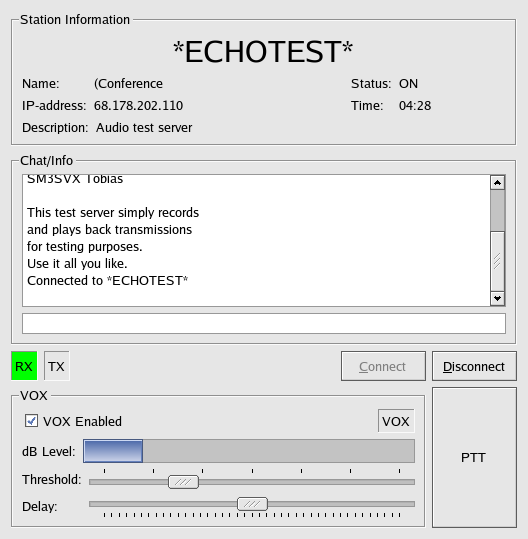 Station Information
*ECHOTEST*
Name: (Conference Status: ON
IP-address: 68.178.202.110 Time: 04:28
Description: Audio test server
Chat/Info
SM3SVX Tobias
This test server simply records
and plays back transmissions
for testing purposes.
Use it all you like.
Connected to *ECHOTEST*
RX TX Connect Disconnect
VOX
VOX Enabled VOX
dB Level:
Threshold:
Delay:
PTT